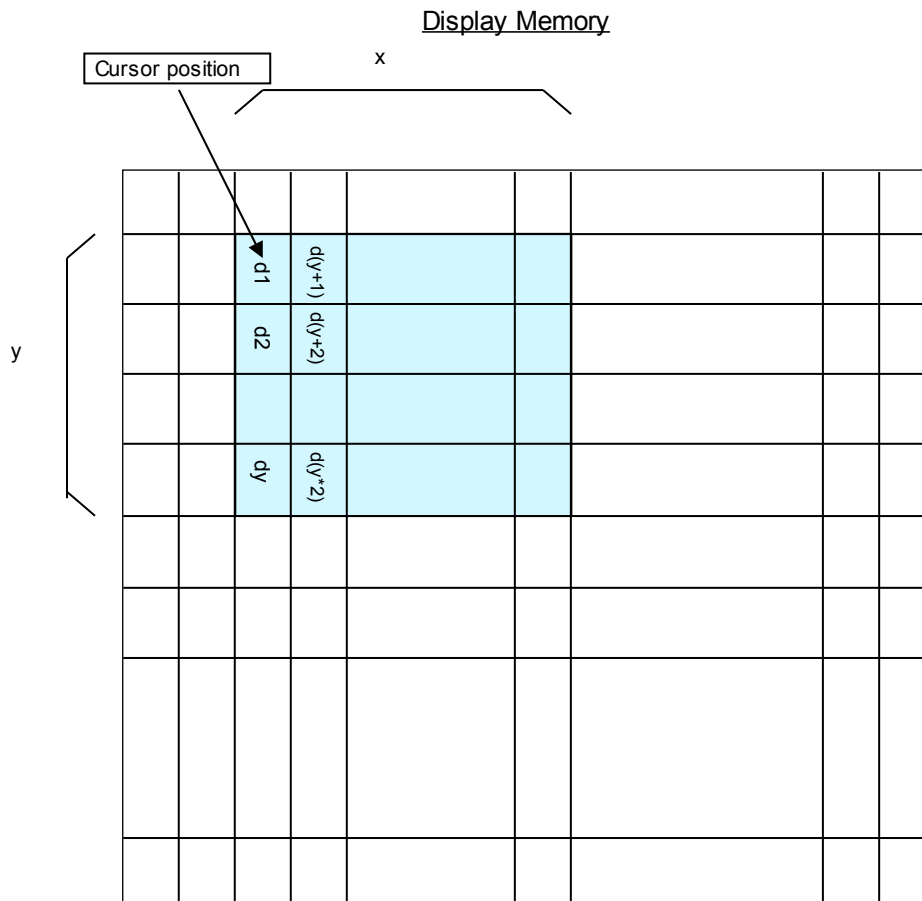 Display Memory
x
Cursor position
d1
d(y+1)
d2
d(y+2)
y
dy
d(y*2)